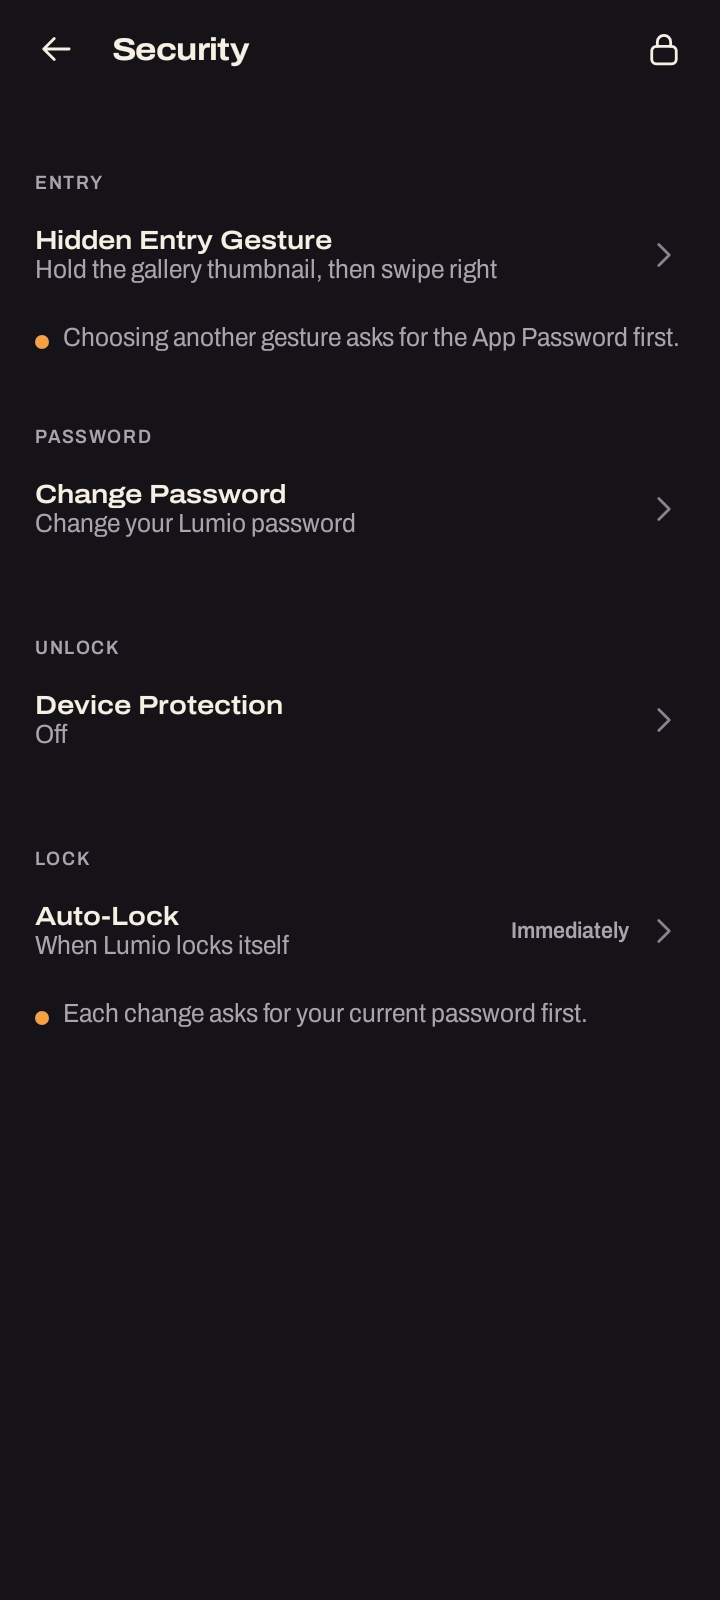 Security
ENTRY
Hidden Entry Gesture
Hold the gallery thumbnail, then swipe right
Choosing another gesture asks for the App Password first.
PASSWORD
Change Password
Change your Lumio password
UNLOCK
Device Protection
Off
LOCK
Auto-Lock
Immediately
When Lumio locks itself
Each change asks for your current password first.